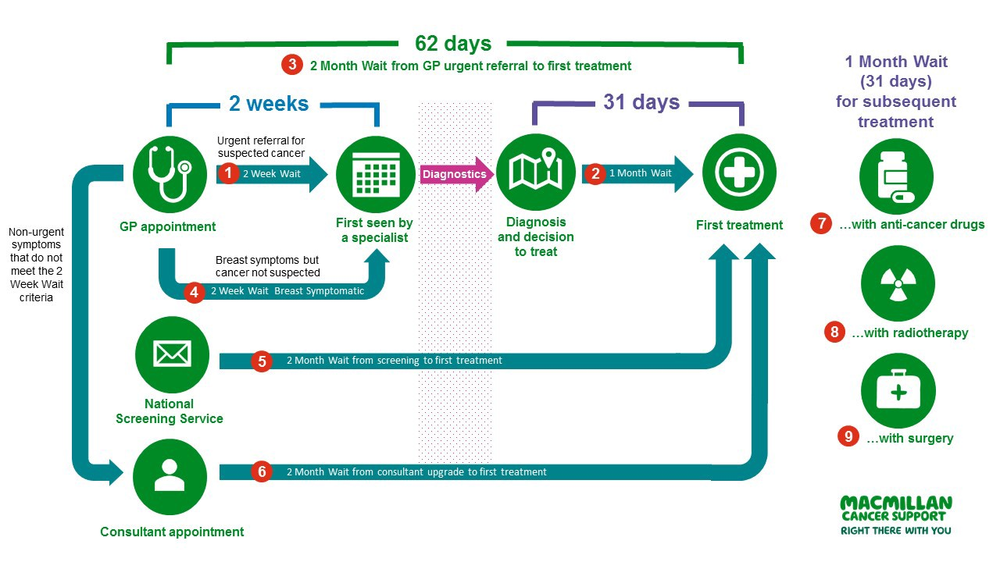 62 days
3 2 Month Wait from GP urgent referral to first treatment
2 weeks
31 days
Urgent referral for
suspected cancer
1 2 Week Wait
Diagnostics
2 1 Month Wait
GP appointment
First seen by
a specialist
Diagnosis
and decision
to treat
First treatment
Non-urgent
symptoms
that do not
meet the 2
Week Wait
criteria
Breast symptoms but
cancer not suspected
4 2 Week Wait Breast Symptomatic
5 2 Month Wait from screening to first treatment
National
Screening Service
6 2 Month Wait from consultant upgrade to first treatment
Consultant appointment
1 Month Wait
(31 days)
for subsequent
treatment
7 ...with anti-cancer drugs
8 ...with radiotherapy
9 ...with surgery
MACMILLAN
CANCER SUPPORT
RIGHT THERE WITH YOU